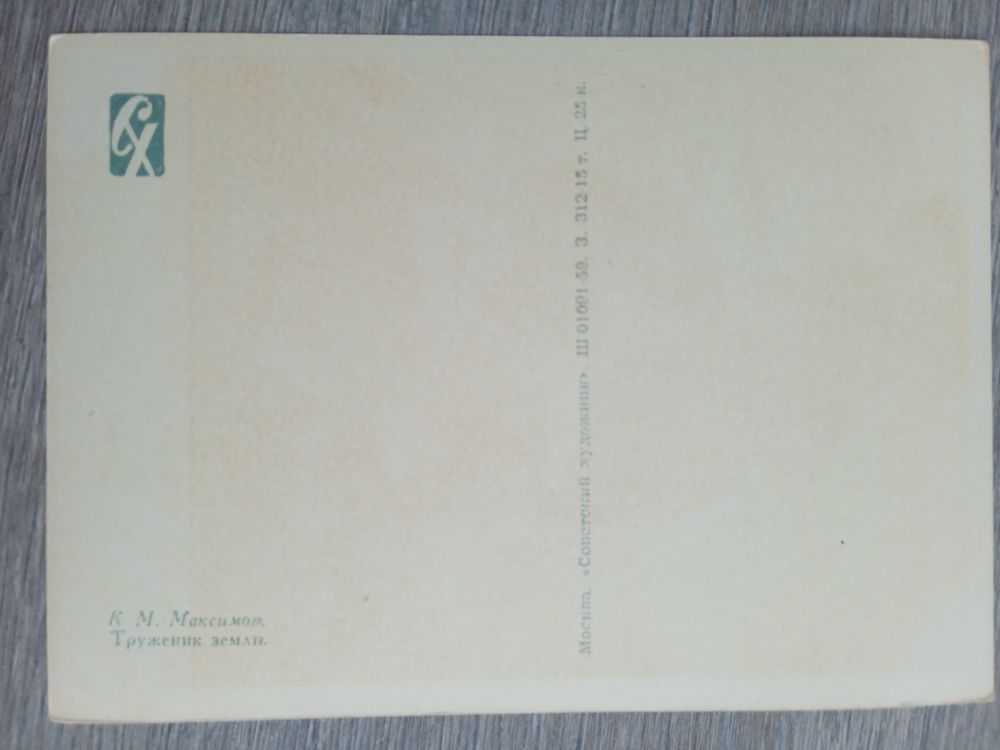 СХ
К М. Максимов.
Труженик земли.
Москва. «Советский художник». Ш 01091-59. З. 312-15 т. Ц. 25 к.